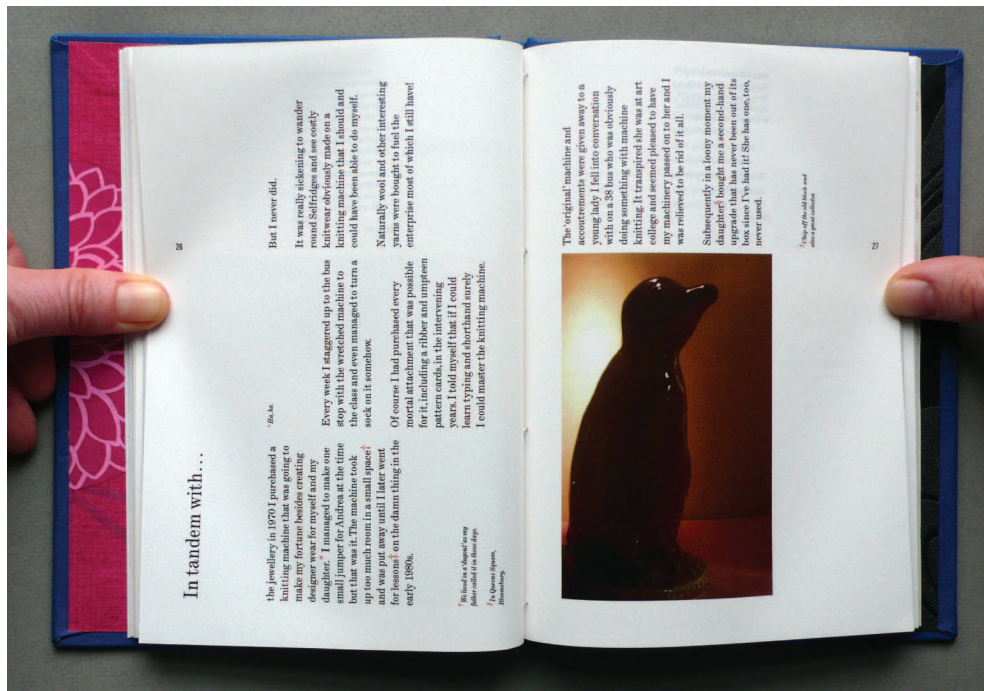 In tandem with...
the jewellery in 1970 I purchased a
knitting machine that was going to
make my fortune besides creating
designer wear for myself and my
daughter.* I managed to make one
small jumper for Andrea at the time
but that was it. The machine took
up too much room in a small space†
and was put away until I later went
for lessons‡ on the damn thing in the
early 1980s.
* Ha, ha.
† We lived in a 'dogend' as my
father called it in those days.
‡ In Queens Square,
Bloomsbury.
Every week I staggered up to the bus
stop with the wretched machine to
the class and even managed to turn a
sock on it somehow.
Of course I had purchased every
mortal attachment that was possible
for it, including a ribber and umpteen
pattern cards, in the intervening
years. I told myself that if I could
learn typing and shorthand surely
I could master the knitting machine.
But I never did.
It was really sickening to wander
round Selfridges and see costly
knitwear obviously made on a
knitting machine that I should and
could have been able to do myself.
Naturally wool and other interesting
yarns were bought to fuel the
enterprise most of which I still have!
26
The 'original' machine and
accoutrements were given away to a
young lady I fell into conversation
with on a 38 bus who was obviously
doing something with machine
knitting. It transpired she was at art
college and seemed pleased to have
my machinery passed on to her and I
was relieved to be rid of it all.
Subsequently in a loony moment my
daughter§ bought me a second-hand
upgrade that has never been out of its
box since I've had it! She has one, too,
never used.
§ Chip off the old block and
also a great collector
27